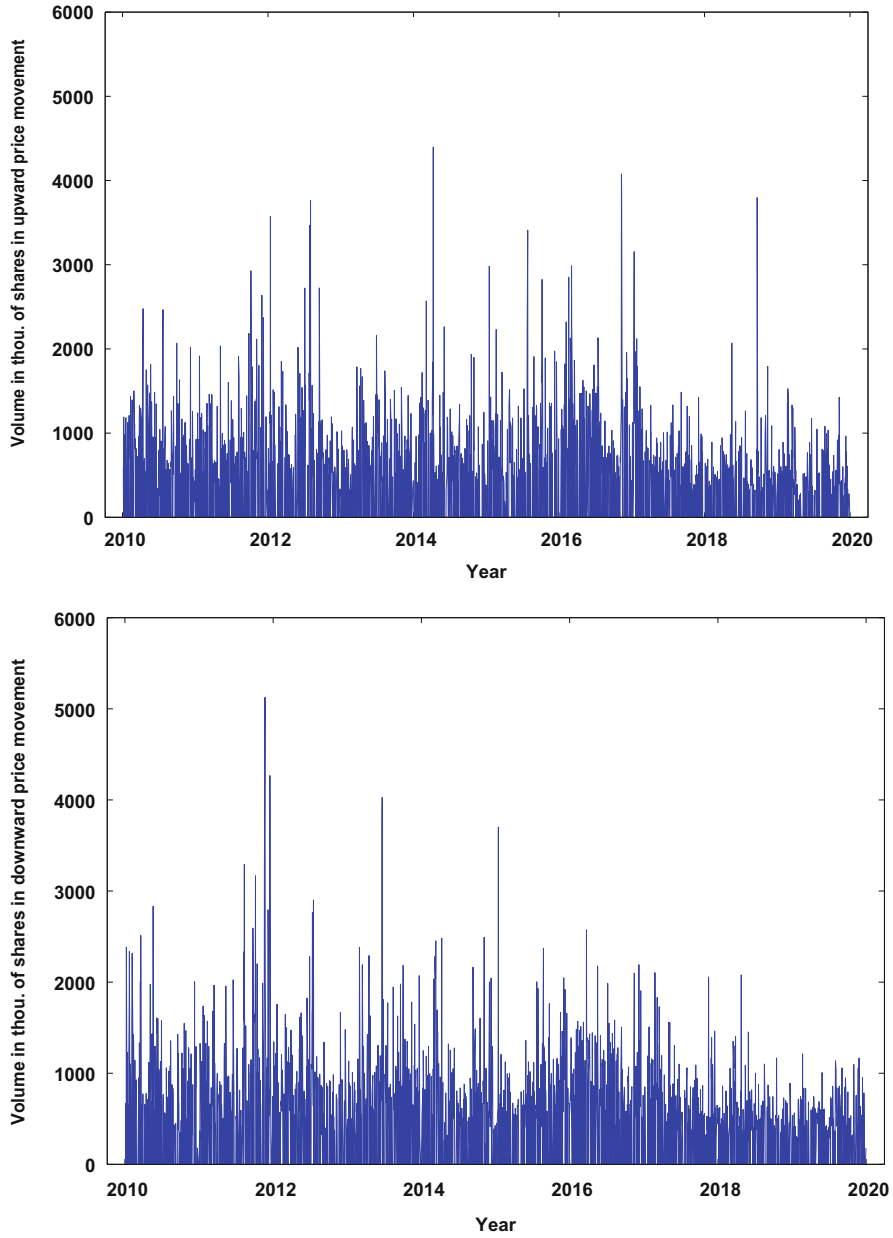 Volume in thou. of shares in upward price movement
6000
5000
4000
3000
2000
1000
0
2010 2012 2014 2016 2018 2020
Year
Volume in thou. of shares in downward price movement
6000
5000
4000
3000
2000
1000
0
2010 2012 2014 2016 2018 2020
Year